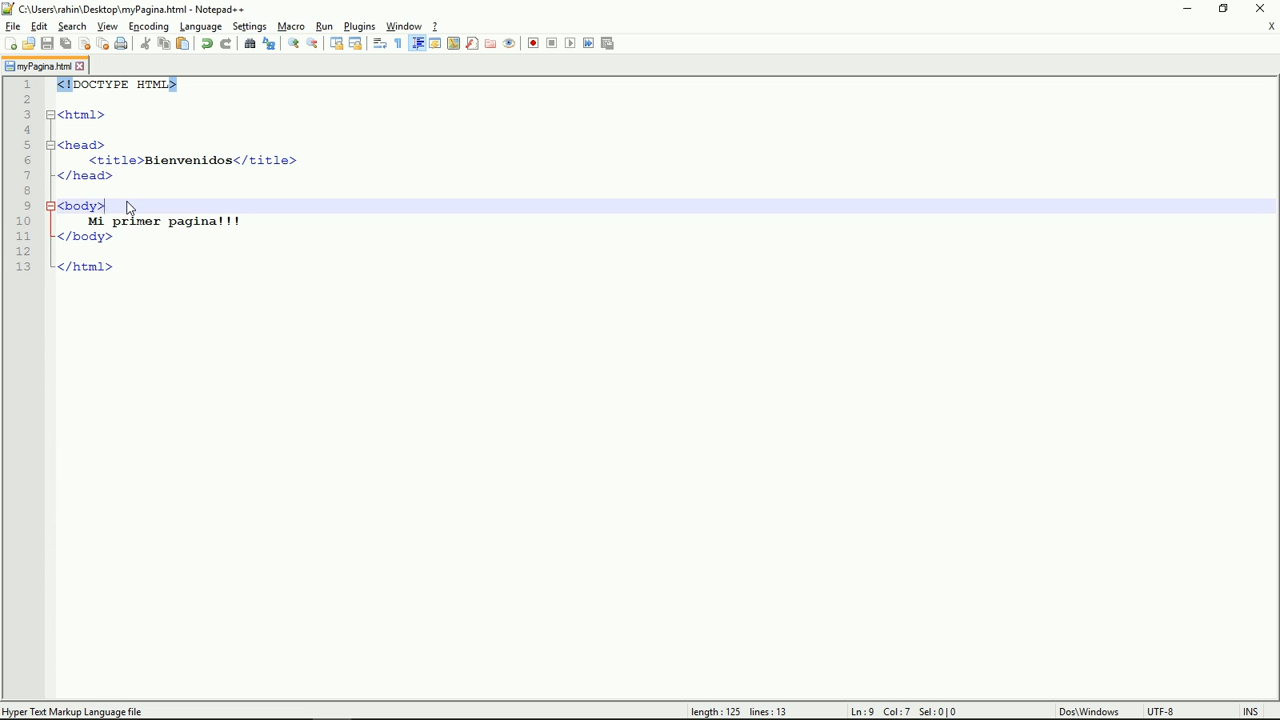 C:\Users\rahin\Desktop\myPagina.html - Notepad++
File Edit Search View Encoding Language Settings Macro Run Plugins Window ? X
myPagina.html
1 <!DOCTYPE HTML>
2
3 <html>
4
5 <head>
6 <title>Bienvenidos</title>
7 </head>
8
9 <body>
10 Mi primer pagina!!!
11 </body>
12
13 </html>
Hyper Text Markup Language file length : 125 lines : 13 Ln : 9 Col : 7 Sel : 0 | 0 Dos\Windows UTF-8 INS